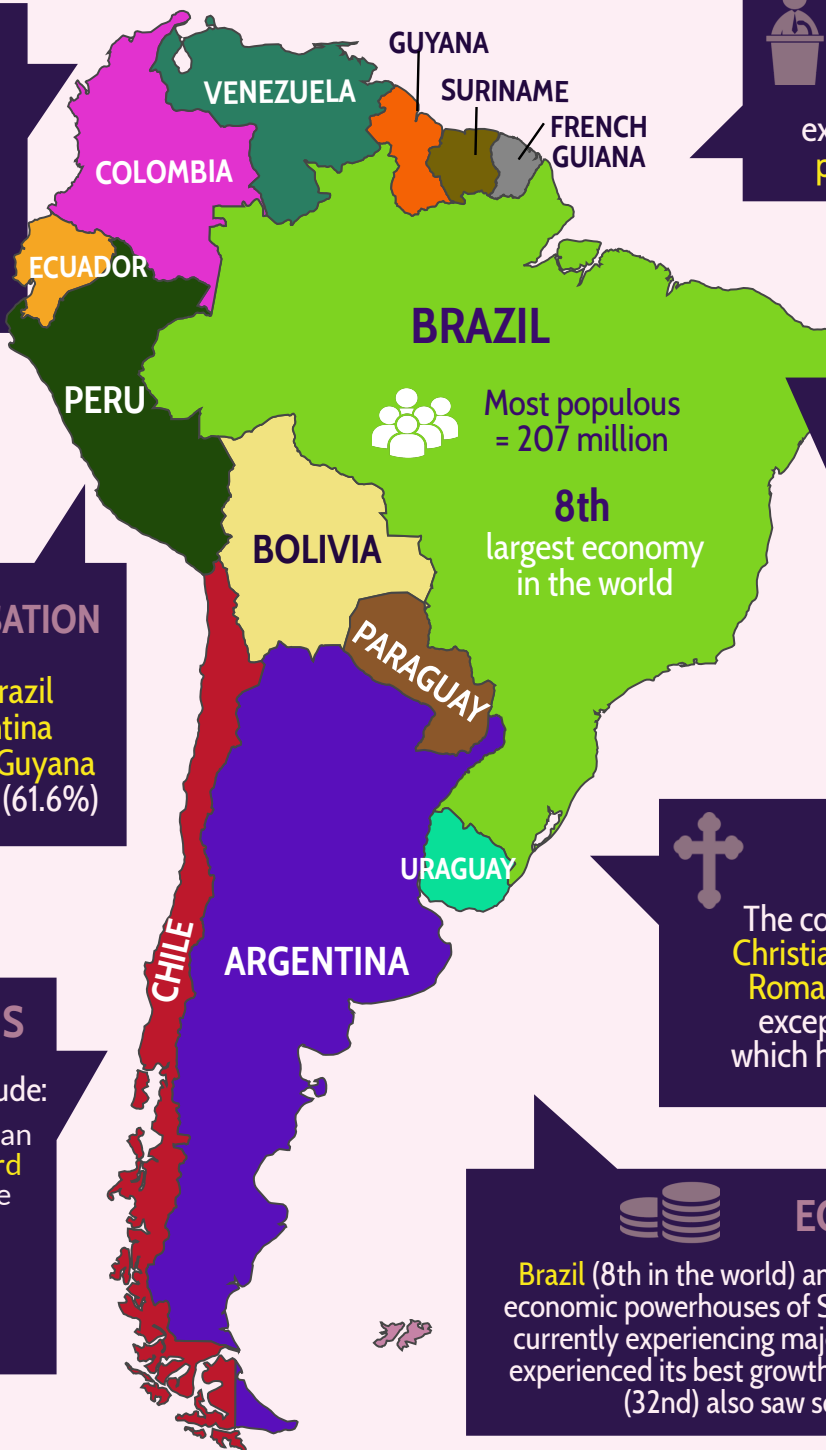 GUYANA
VENEZUELA
SURINAME
FRENCH
GUIANA
COLOMBIA
ECUADOR
BRAZIL
PERU
Most populous
= 207 million
8th
largest economy
in the world
BOLIVIA
PARAGUAY
URAGUAY
CHILE
ARGENTINA
ex
p
SATION
razil
ntina
Guyana
(61.6%)
The co
Christia
Roma
excep
which h
S
ude:
an
rd
e
EC
Brazil (8th in the world) an
economic powerhouses of S
currently experiencing maj
experienced its best growth
(32nd) also saw s